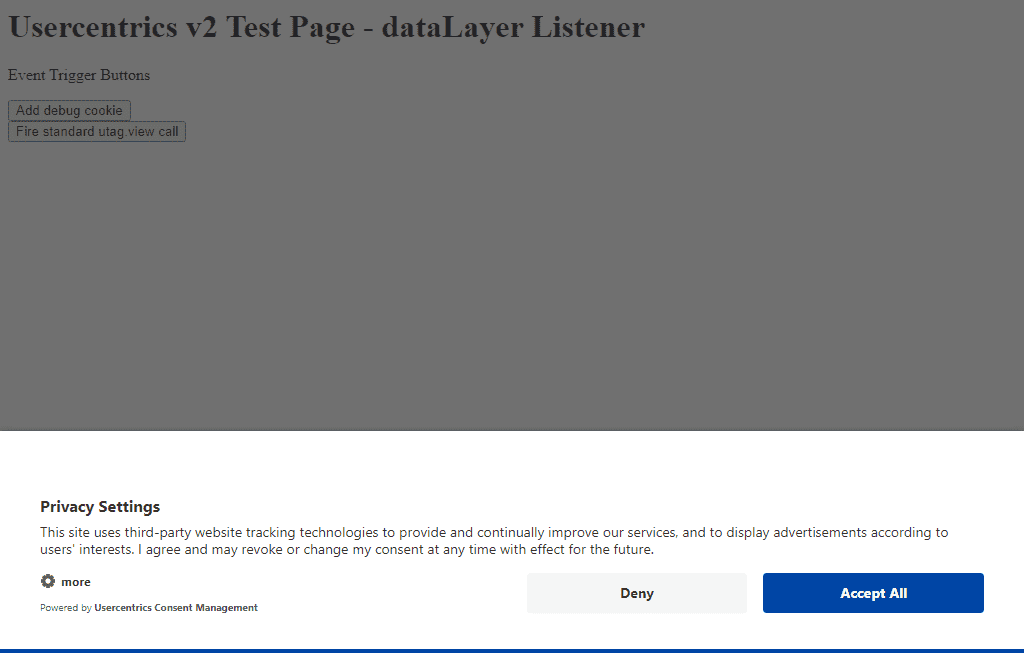 Usercentrics v2 Test Page - dataLayer Listener
Event Trigger Buttons
Add debug cookie
Fire standard utag.view call
Privacy Settings
This site uses third-party website tracking technologies to provide and continually improve our services, and to display advertisements according to
users' interests. I agree and may revoke or change my consent at any time with effect for the future.
more
Deny
Accept All
Powered by Usercentrics Consent Management